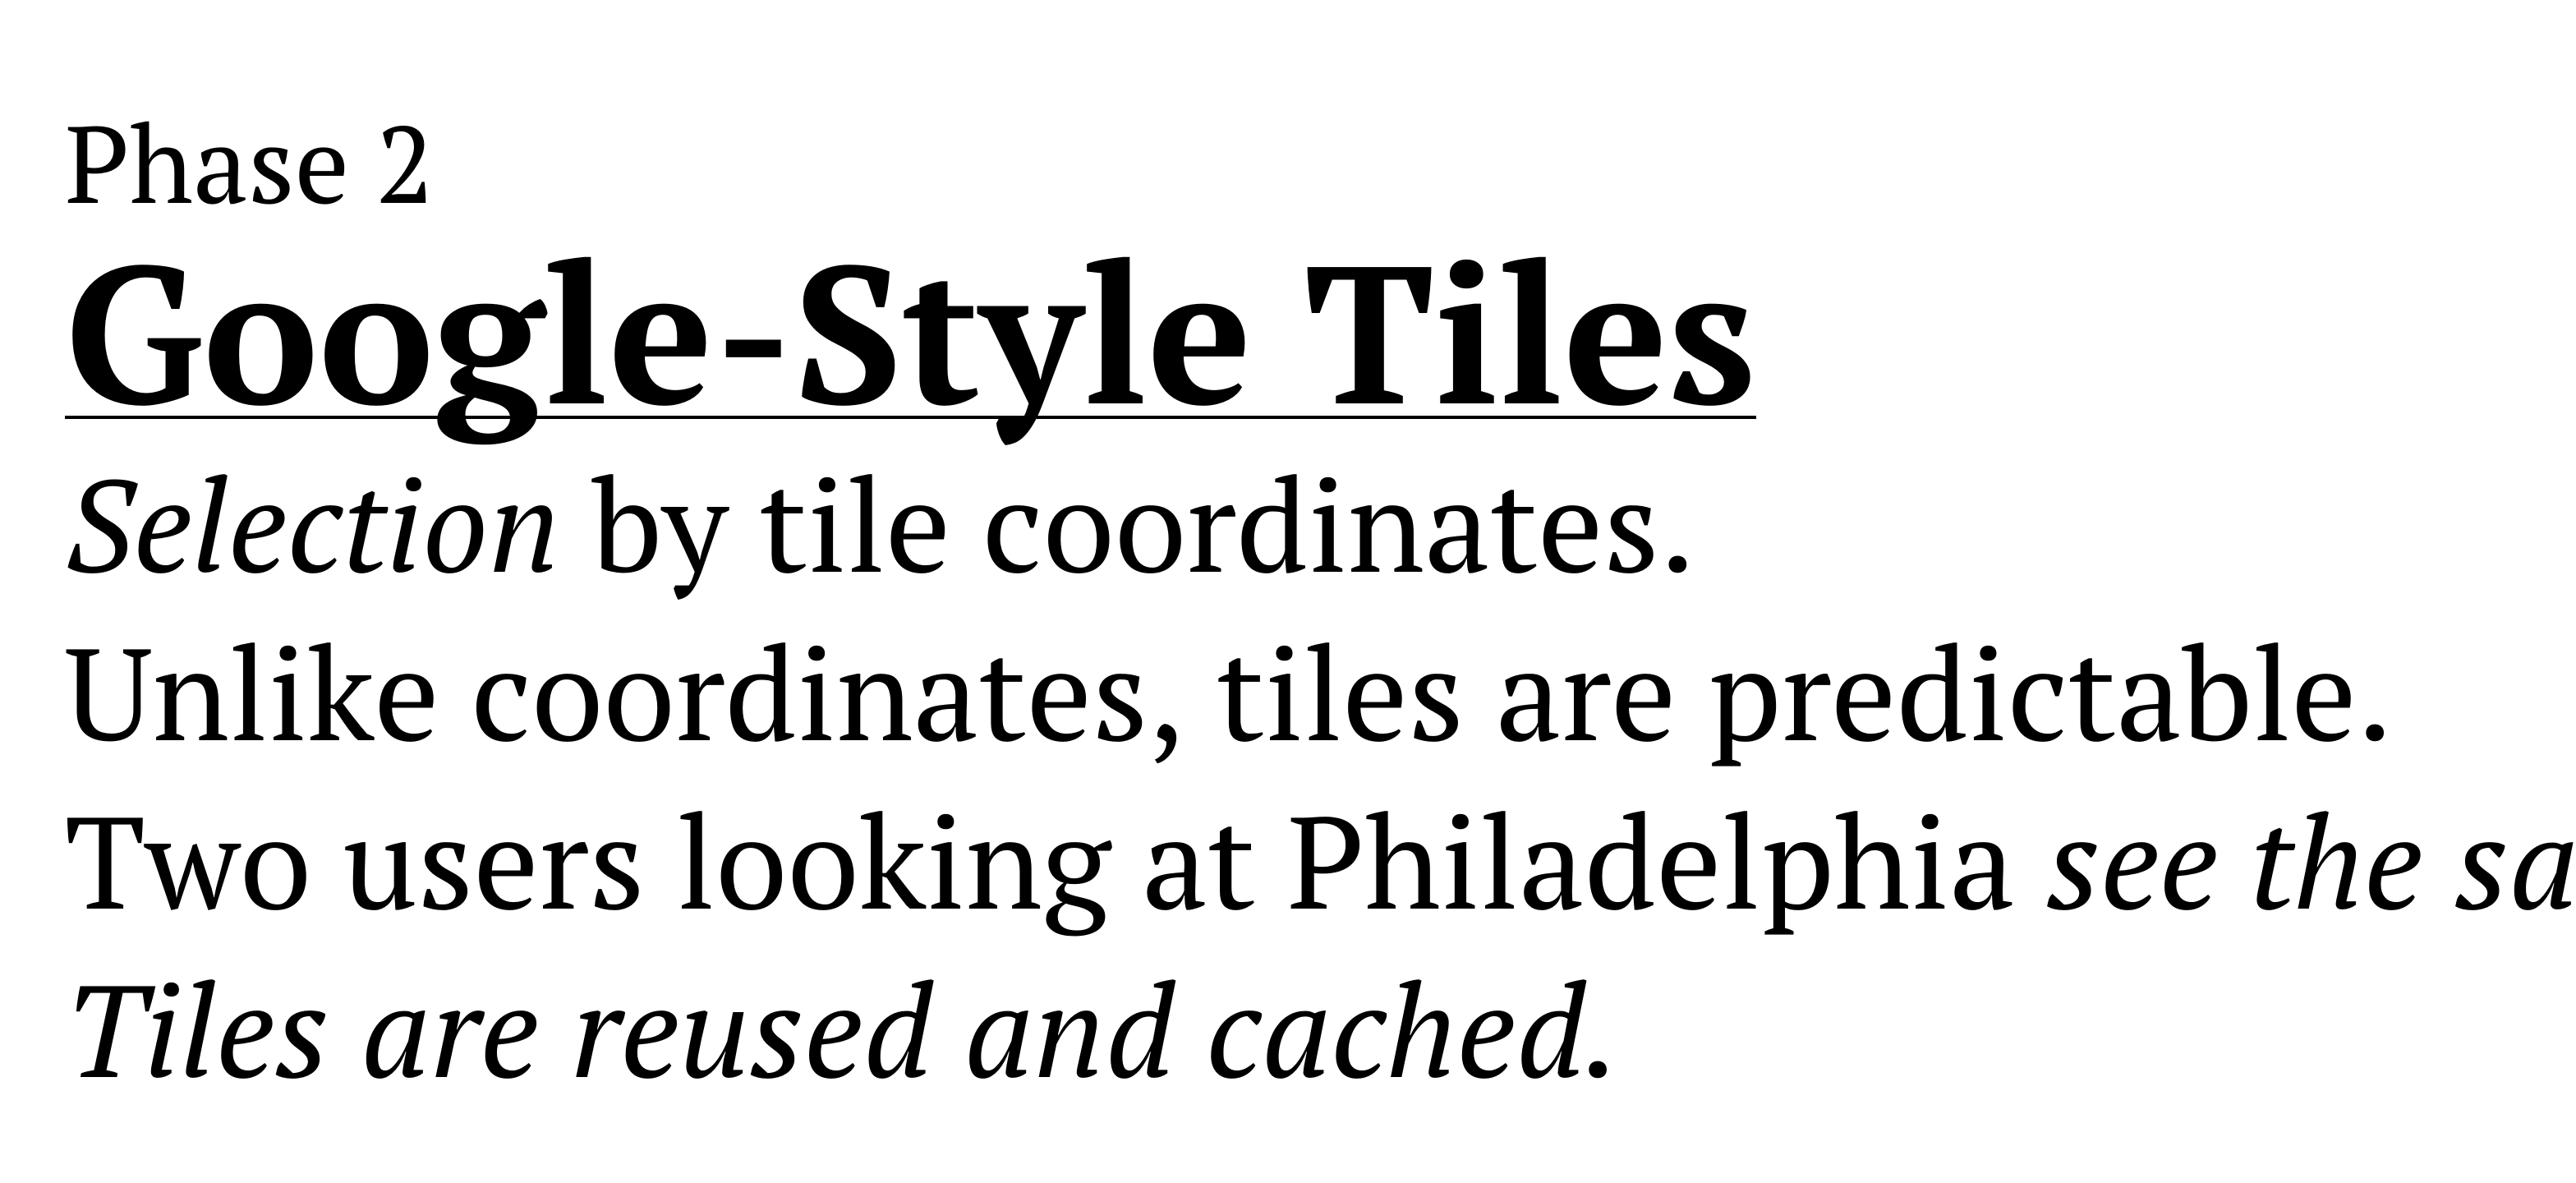 Phase 2
Google-Style Tiles
Selection by tile coordinates.
Unlike coordinates, tiles are predictable.
Two users looking at Philadelphia see the sa
Tiles are reused and cached.